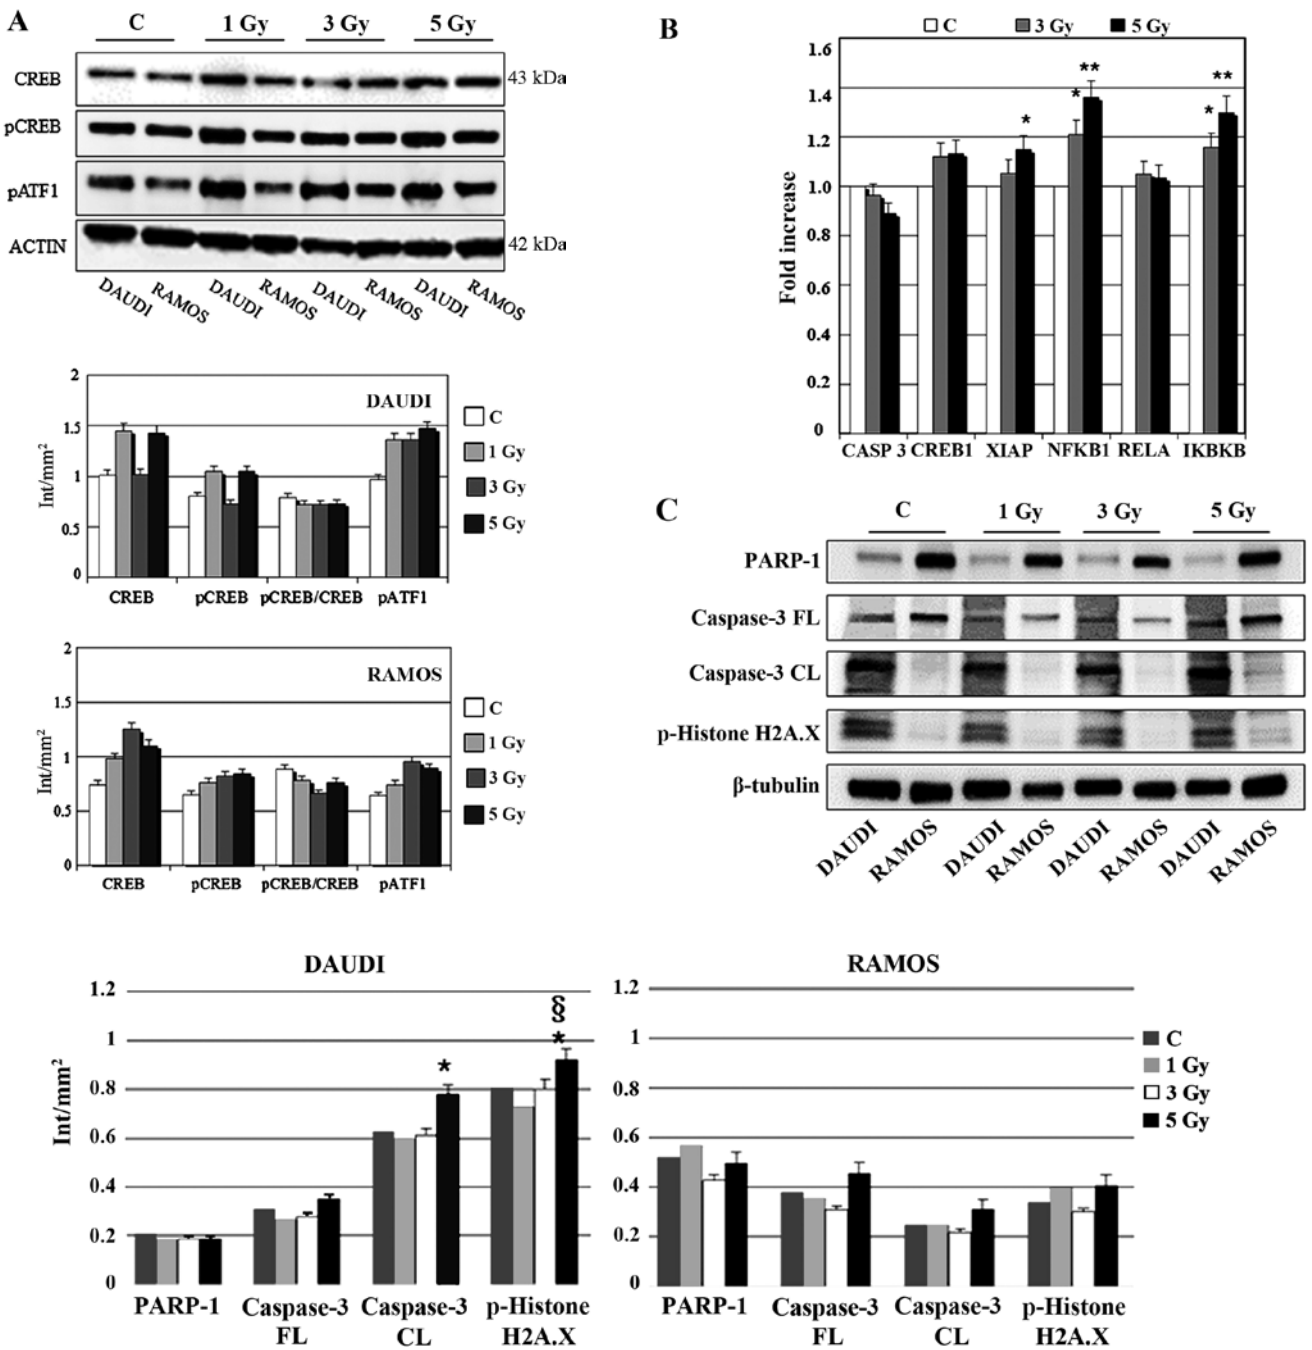 A
C 1 Gy 3 Gy 5 Gy
CREB
43 kDa
pCREB
pATF1
ACTIN
42 kDa
DAUDI RAMOS DAUDI RAMOS DAUDI RAMOS DAUDI RAMOS
2
1.5
1
0.5
0
Int/mm²
DAUDI
C
1 Gy
3 Gy
5 Gy
CREB pCREB pCREB/CREB pATF1
2
1.5
1
0.5
0
Int/mm²
RAMOS
C
1 Gy
3 Gy
5 Gy
CREB pCREB pCREB/CREB pATF1
B
C 3 Gy 5 Gy
1.6
1.4
1.2
1.0
0.8
0.6
0.4
0.2
0
Fold increase
* * ** * **
CASP 3 CREB1 XIAP NFKB1 RELA IKBKB
C
C 1 Gy 3 Gy 5 Gy
PARP-1
Caspase-3 FL
Caspase-3 CL
p-Histone H2A.X
β-tubulin
DAUDI RAMOS DAUDI RAMOS DAUDI RAMOS DAUDI RAMOS
DAUDI
1.2
1
0.8
0.6
0.4
0.2
0
Int/mm²
*
§
*
PARP-1 Caspase-3 Caspase-3 p-Histone
FL CL H2A.X
RAMOS
1.2
1
0.8
0.6
0.4
0.2
0
C
1 Gy
3 Gy
5 Gy
PARP-1 Caspase-3 Caspase-3 p-Histone
FL CL H2A.X